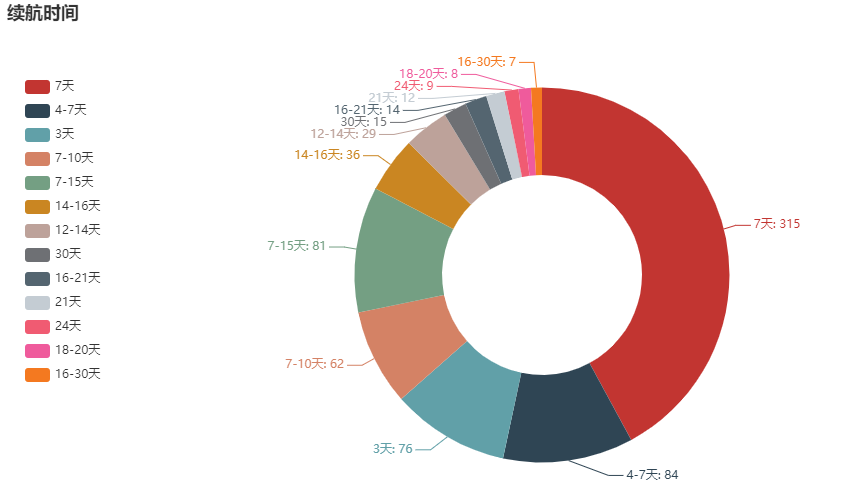 续航时间
7天
4-7天
3天
7-10天
7-15天
14-16天
12-14天
30天
16-21天
21天
24天
18-20天
16-30天
16-30天: 7
18-20天: 8
24天: 9
21天: 12
16-21天: 14
30天: 15
12-14天: 29
14-16天: 36
7天: 315
7-15天: 81
7-10天: 62
3天: 76
4-7天: 84